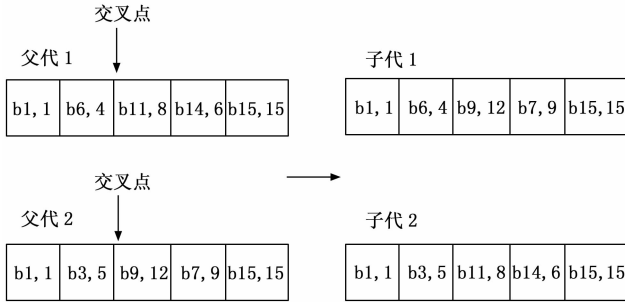 交叉点
父代 1
b1, 1 b6, 4 b11, 8 b14, 6 b15, 15
子代 1
b1, 1 b6, 4 b9, 12 b7, 9 b15, 15
交叉点
父代 2
b1, 1 b3, 5 b9, 12 b7, 9 b15, 15
子代 2
b1, 1 b3, 5 b11, 8 b14, 6 b15, 15